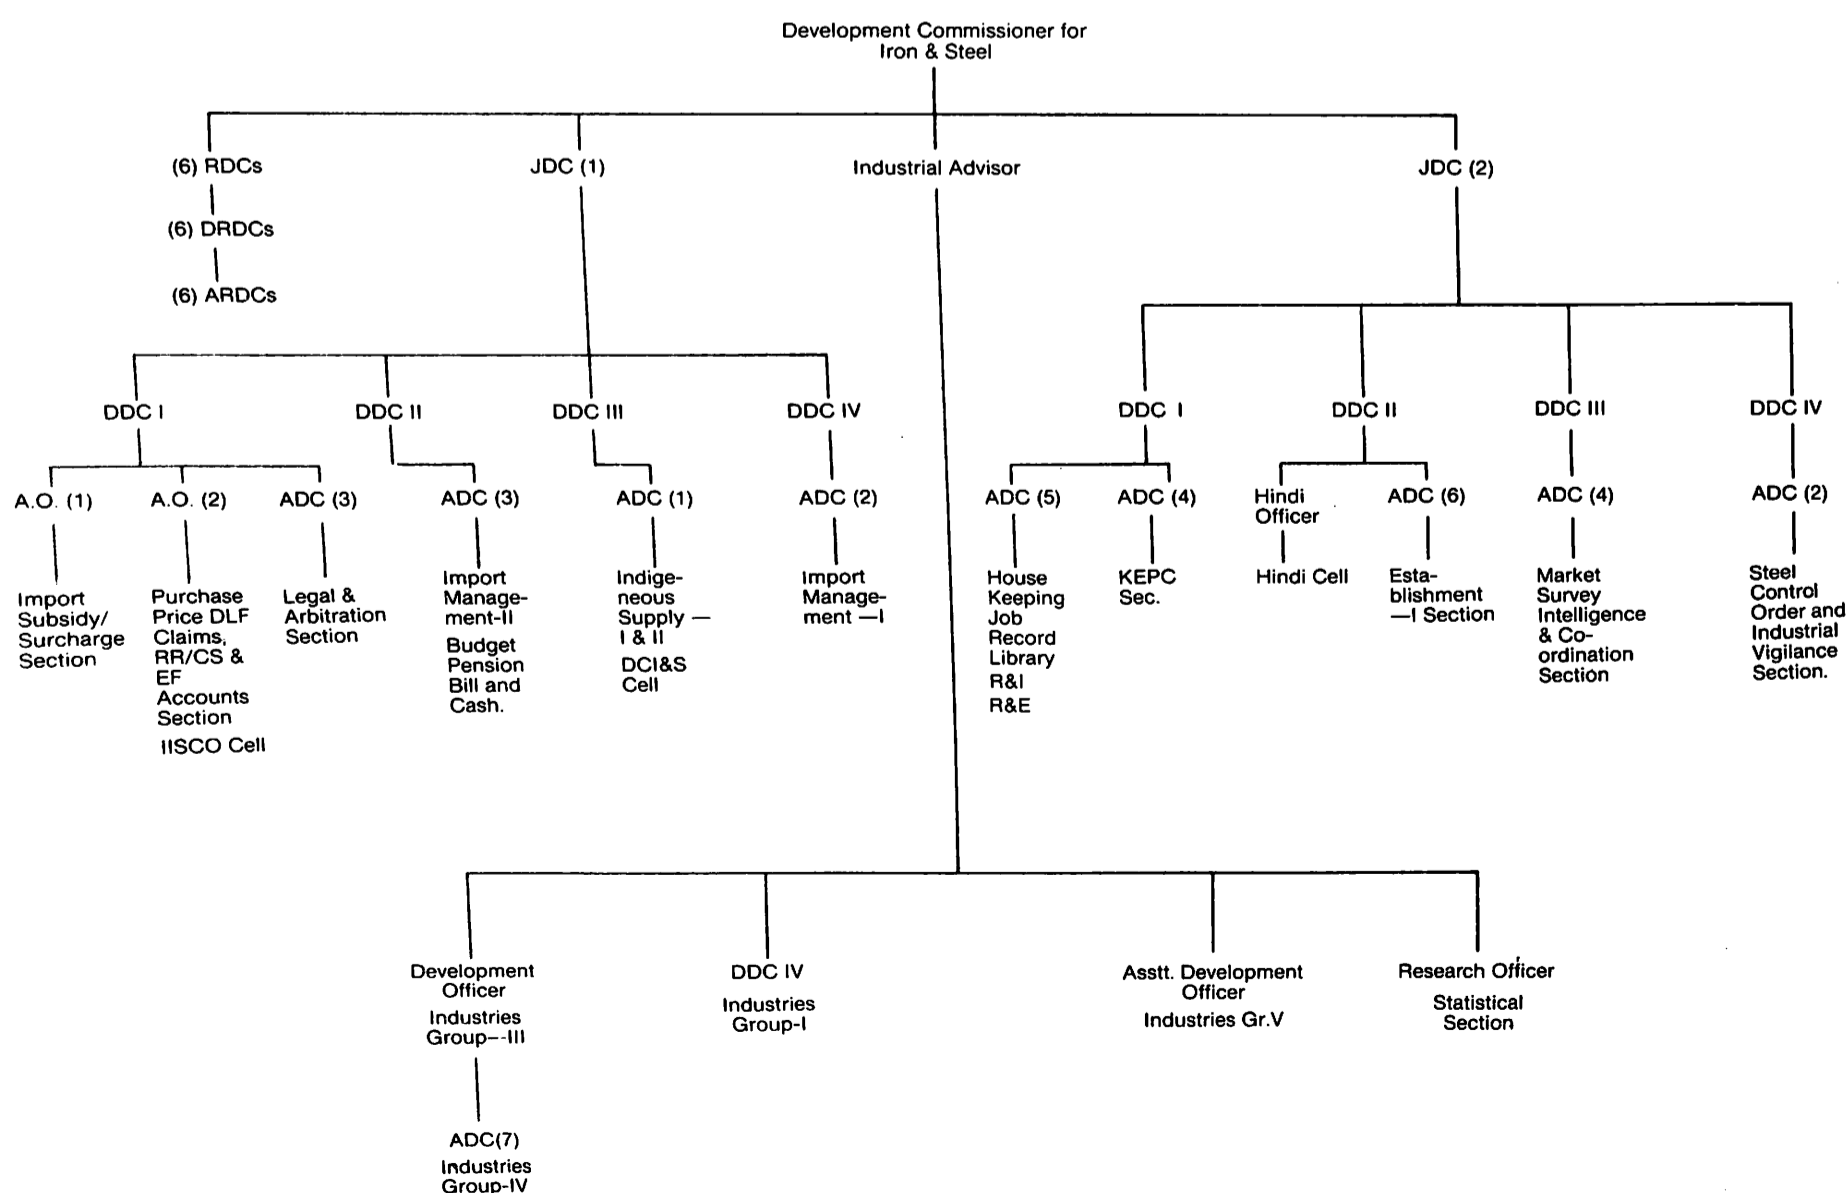 Development Commissioner for
Iron & Steel
(6) RDCs
JDC (1)
Industrial Advisor
JDC (2)
(6) DRDCs
(6) ARDCs
DDC I
DDC II
DDC III
DDC IV
DDC I
DDC II
DDC III
DDC IV
A.O. (1)
A.O. (2)
ADC (3)
ADC (3)
ADC (1)
ADC (2)
ADC (5)
ADC (4)
Hindi
Officer
ADC (6)
ADC (4)
ADC (2)
Import
Subsidy/
Surcharge
Section
Purchase
Price DLF
Claims,
RR/CS &
EF
Accounts
Section
IISCO Cell
Legal &
Arbitration
Section
Import
Manage-
ment-II
Budget
Pension
Bill and
Cash.
Indige-
neous
Supply —
I & II
DCI&S
Cell
Import
Manage-
ment —I
House
Keeping
Job
Record
Library
R&I
R&E
KEPC
Sec.
Hindi Cell
Esta-
blishment
—I Section
Market
Survey
Intelligence
& Co-
ordination
Section
Steel
Control
Order and
Industrial
Vigilance
Section.
Development
Officer
Industries
Group--III
DDC IV
Industries
Group-I
Asstt. Development
Officer
Industries Gr.V
Research Officer
Statistical
Section
ADC(7)
Industries
Group-IV